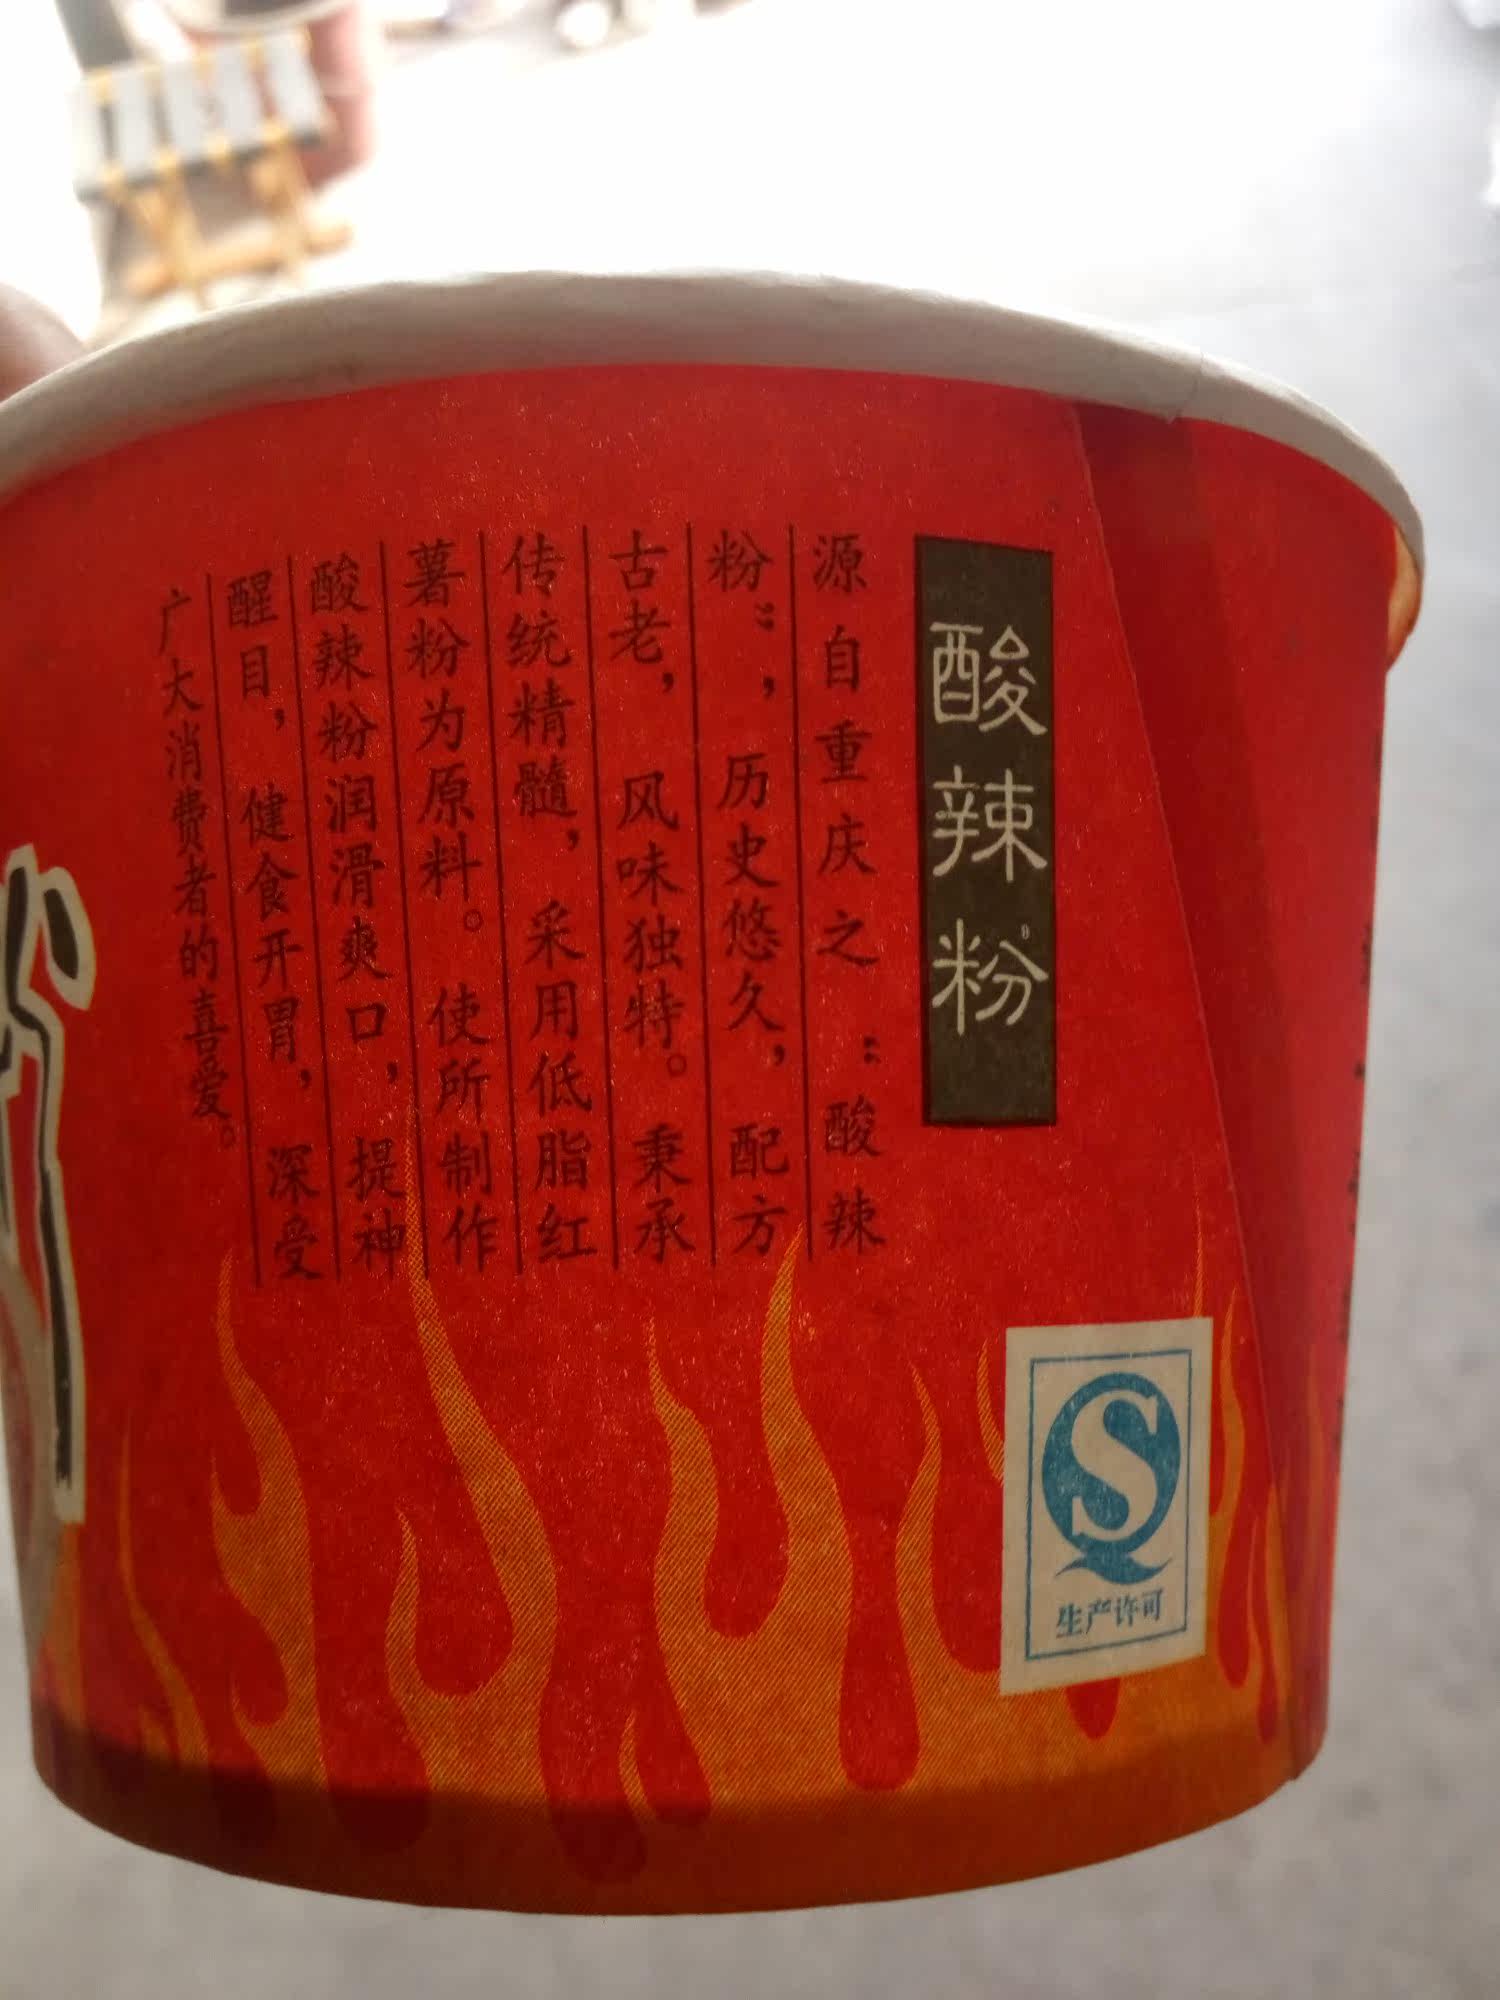 酸辣粉
源自重庆之:酸辣
粉:,历史悠久,配方
古老,风味独特。秉承
传统精髓,采用低脂红
薯粉为原料。使所制作
酸辣粉润滑爽口,提神
醒目,健食开胃,深受
广大消费者的喜爱。
S
生产许可